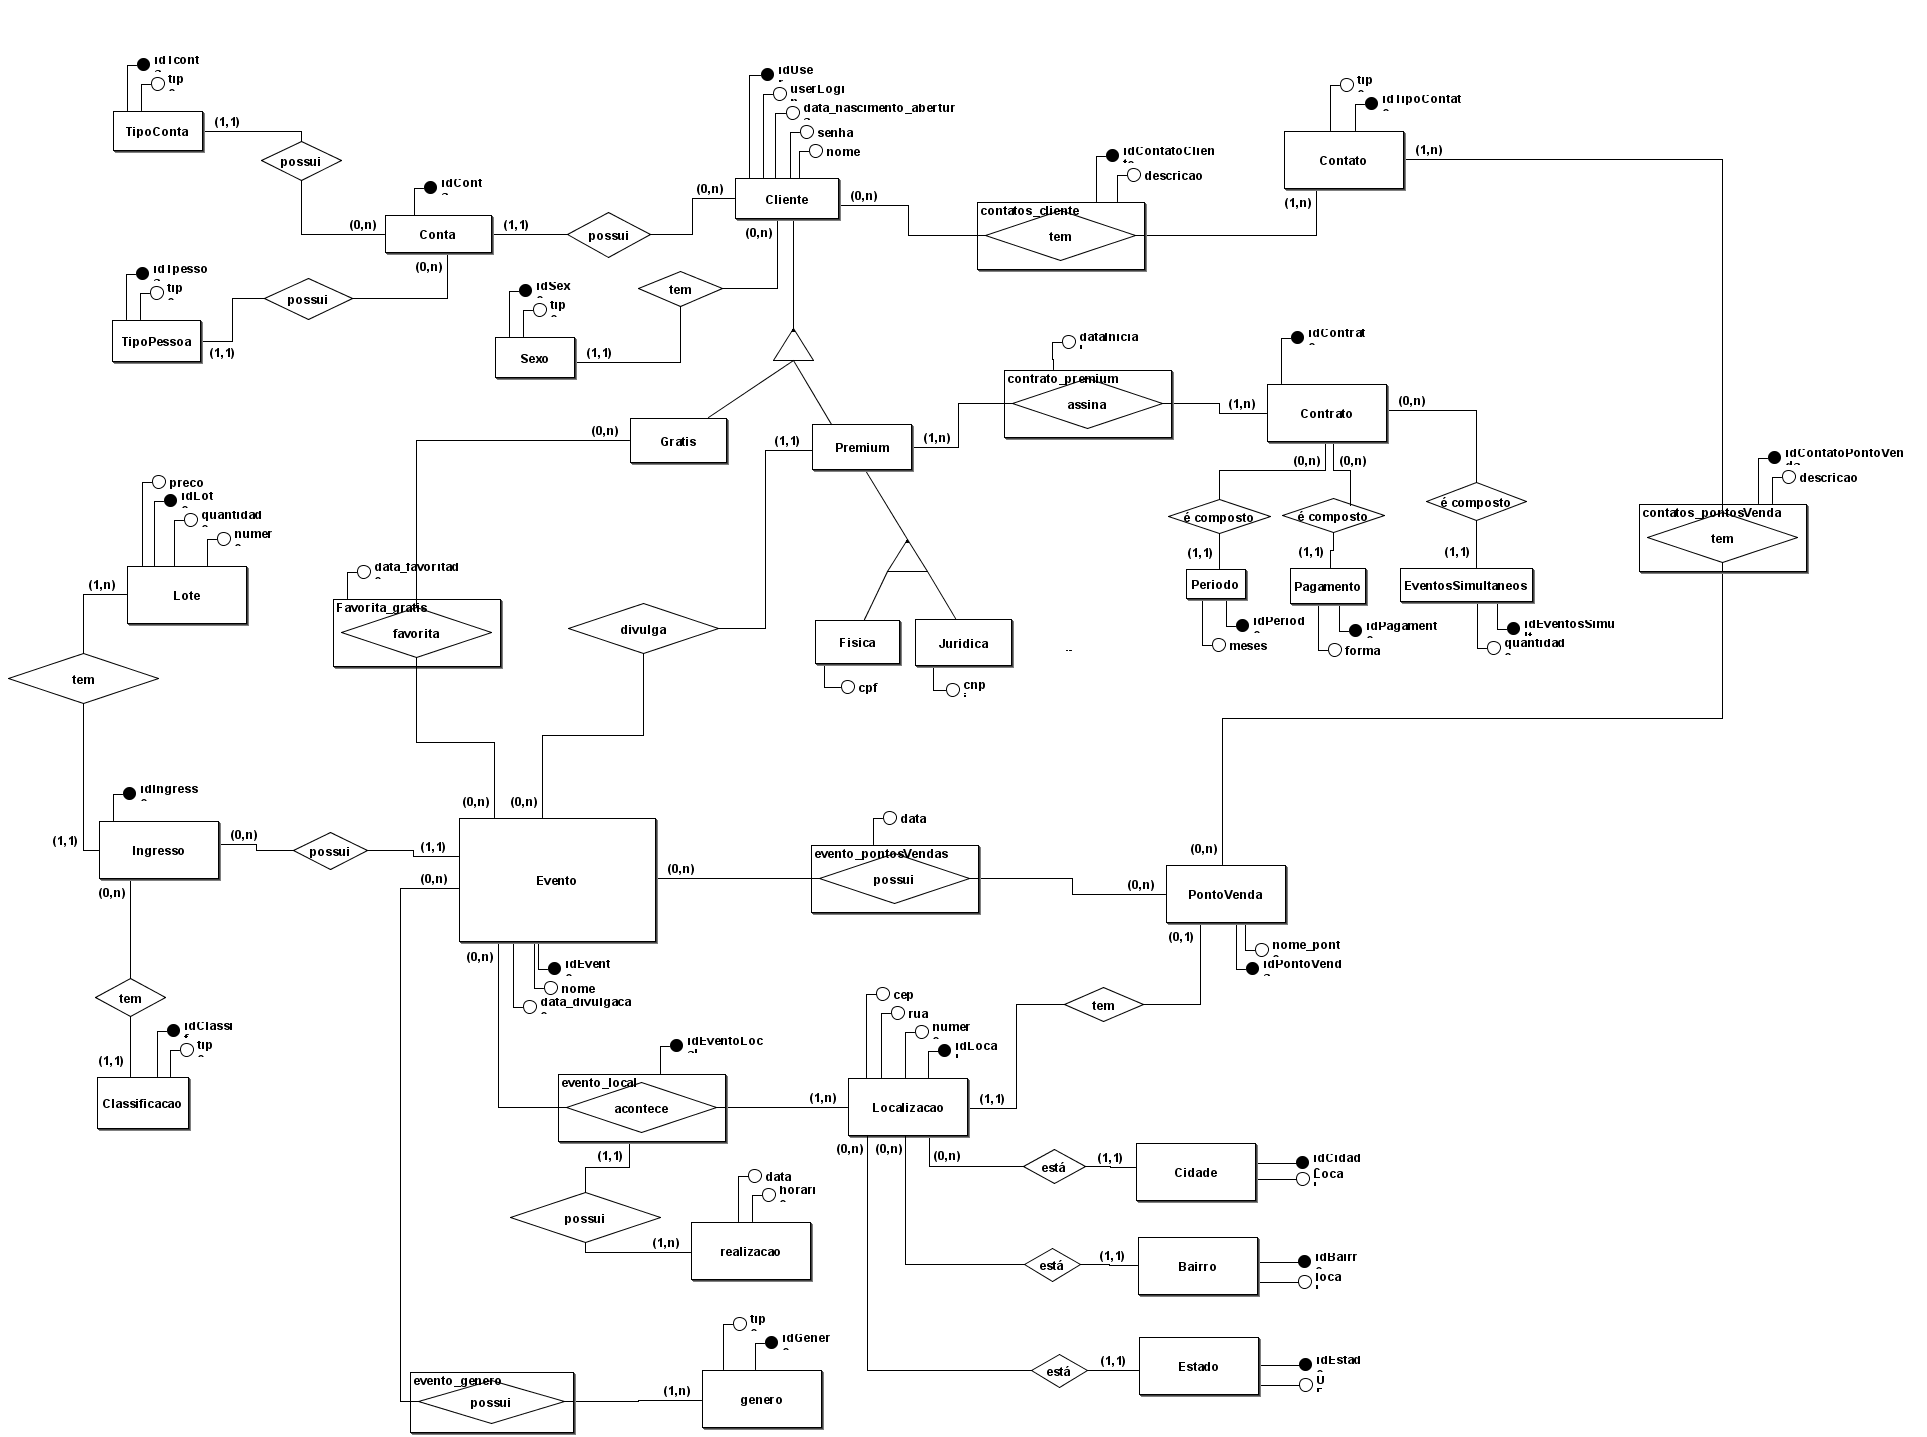 idTcont
tip
TipoConta
(1,1)
possui
idCont
(0,n)
Conta
(1,1)
(0,n)
idTpesso
tip
TipoPessoa
(1,1)
possui
possui
idUse
userLogi
data_nascimento_abertur
senha
nome
Cliente
(0,n)
(0,n)
(0,n)
tem
idSex
tip
Sexo
(1,1)
idContatoClien
descricao
contatos_cliente
tem
tip
idTipoContat
Contato
(1,n)
(1,n)
Gratis
(0,n)
Premium
(1,1)
(1,n)
dataInicia
contrato_premium
assina
idContrat
(1,n)
Contrato
(0,n)
(0,n)
(0,n)
é composto
é composto
é composto
(1,1)
(1,1)
(1,1)
Periodo
Pagamento
EventosSimultaneos
idPeriod
meses
idPagament
forma
idEventosSimu
quantidad
idContatoPontoVen
descricao
contatos_pontosVenda
tem
preco
idLot
quantidad
numer
(1,n)
Lote
tem
data_favoritad
Favorita_gratis
favorita
divulga
Fisica
cpf
Juridica
cnp
idIngress
(1,1)
Ingresso
(0,n)
(0,n)
possui
(1,1)
(0,n)
(0,n)
(0,n)
Evento
(0,n)
(0,n)
idEvent
nome
data_divulgaca
data
evento_pontosVendas
possui
(0,n)
(0,n)
PontoVenda
(0,1)
nome_pont
idPontoVend
tem
idClassi
tip
(1,1)
Classificacao
idEventoLoc
evento_local
acontece
(1,n)
(1,1)
possui
(1,n)
data
horari
realizacao
cep
rua
numer
idLoca
Localizacao
(1,1)
tem
(0,n)
(0,n)
(0,n)
está
(1,1)
Cidade
idCidad
Loca
está
(1,1)
Bairro
idBairr
loca
está
(1,1)
Estado
idEstad
U
tip
idGener
evento_genero
possui
(1,n)
genero